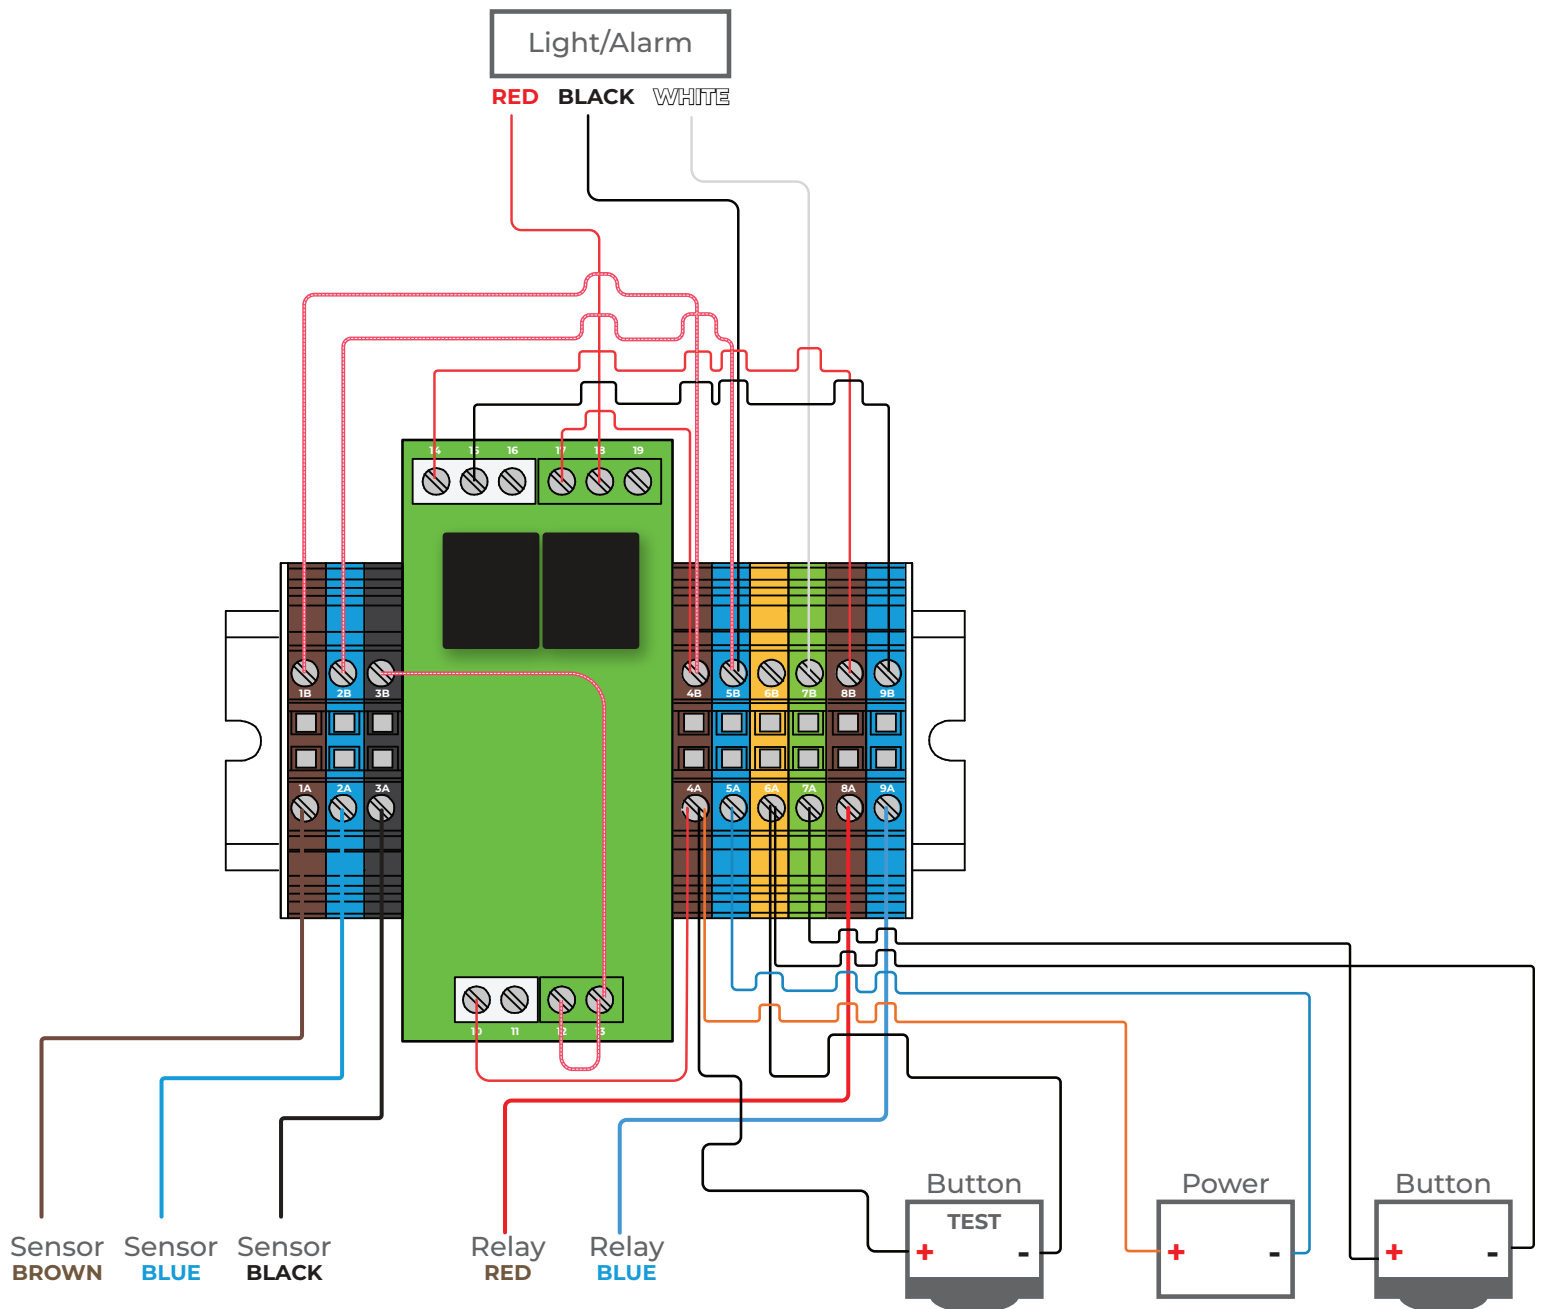 Light/Alarm
RED BLACK WHITE
14 15 16 17 18 19
1B 2B 3B 4B 5B 6B 7B 8B 9B
1A 2A 3A 4A 5A 6A 7A 8A 9A
10 11 12 13
Button Power Button
TEST
+ - + - + -
Sensor Sensor Sensor Relay Relay
BROWN BLUE BLACK RED BLUE